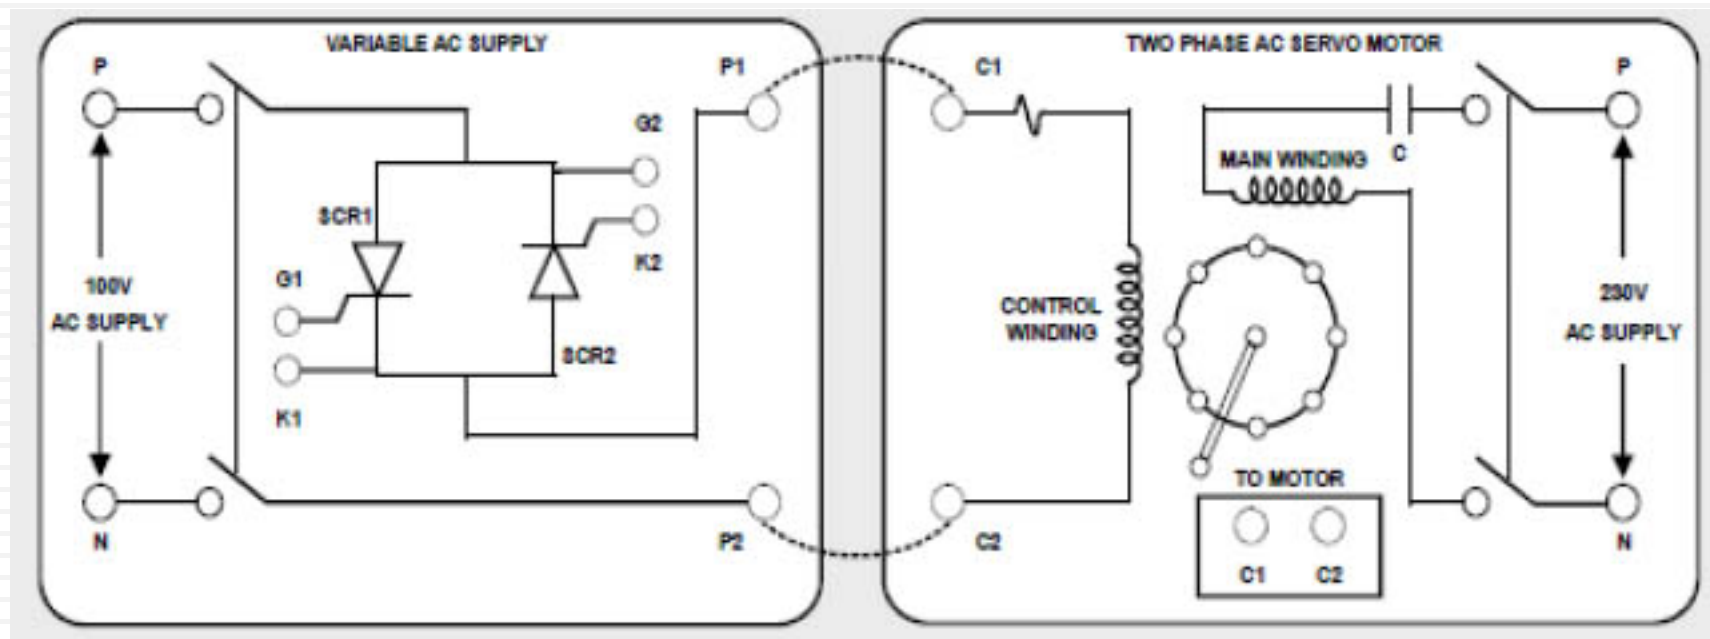 VARIABLE AC SUPPLY
P
P1
G2
SCR1
K2
G1
100V
AC SUPPLY
SCR2
K1
N
P2
TWO PHASE AC SERVO MOTOR
C1
P
MAIN WINDING
C
CONTROL
WINDING
230V
AC SUPPLY
TO MOTOR
C2
N
C1
C2